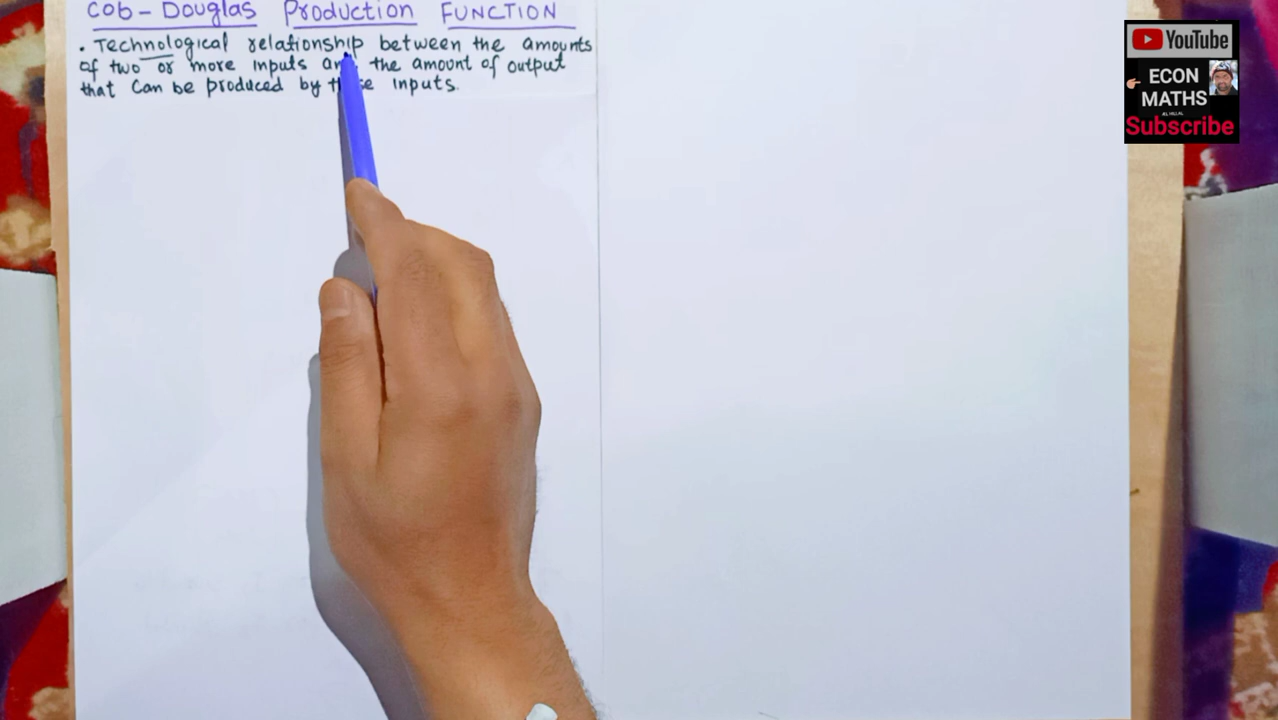 Cob-Douglas Production FUNCTION
• Technological relationship between the amounts
of two or more inputs the amount of output
that Can be produced by inputs.
YouTube
ECON
MATHS
Subscribe